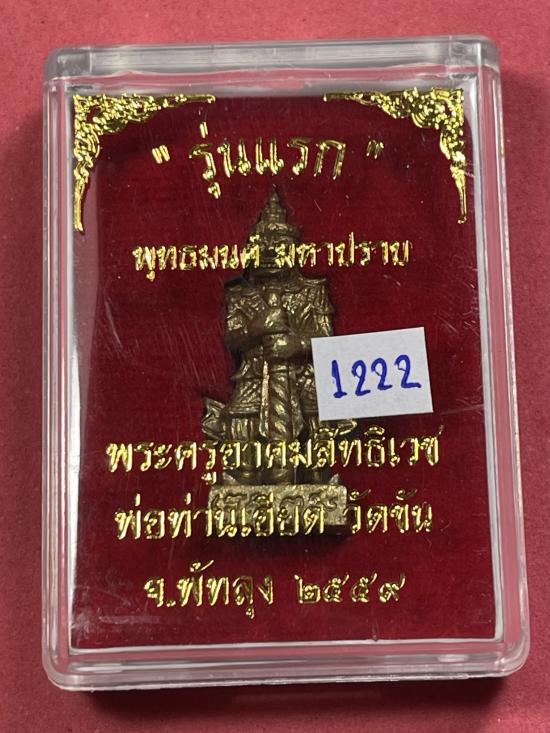 " รุ่นแรก "
พุทธมนต์ มหาปราบ
1222
พระครูอาคมสิทธิเวช
พ่อท่านเอียด วัดขัน
จ.พัทลุง ๒๕๕๙